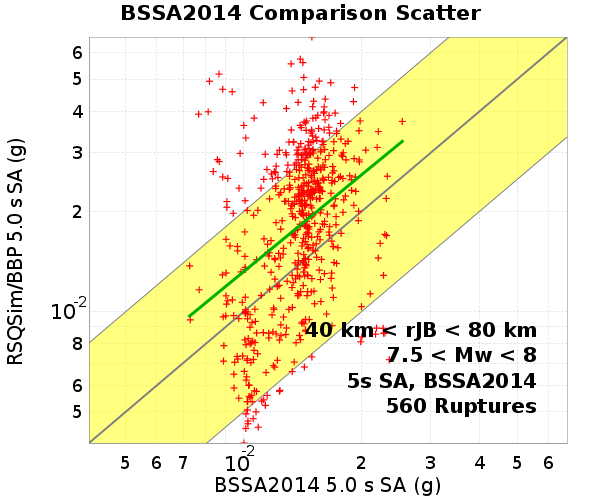 BSSA2014 Comparison Scatter
RSQSim/BBP 5.0 s SA (g)
6
5
4
3
2
10⁻²
8
6
5
40 km < rJB < 80 km
7.5 < Mw < 8
5s SA, BSSA2014
560 Ruptures
5 6 7 10⁻² 2 3 4 5 6
BSSA2014 5.0 s SA (g)